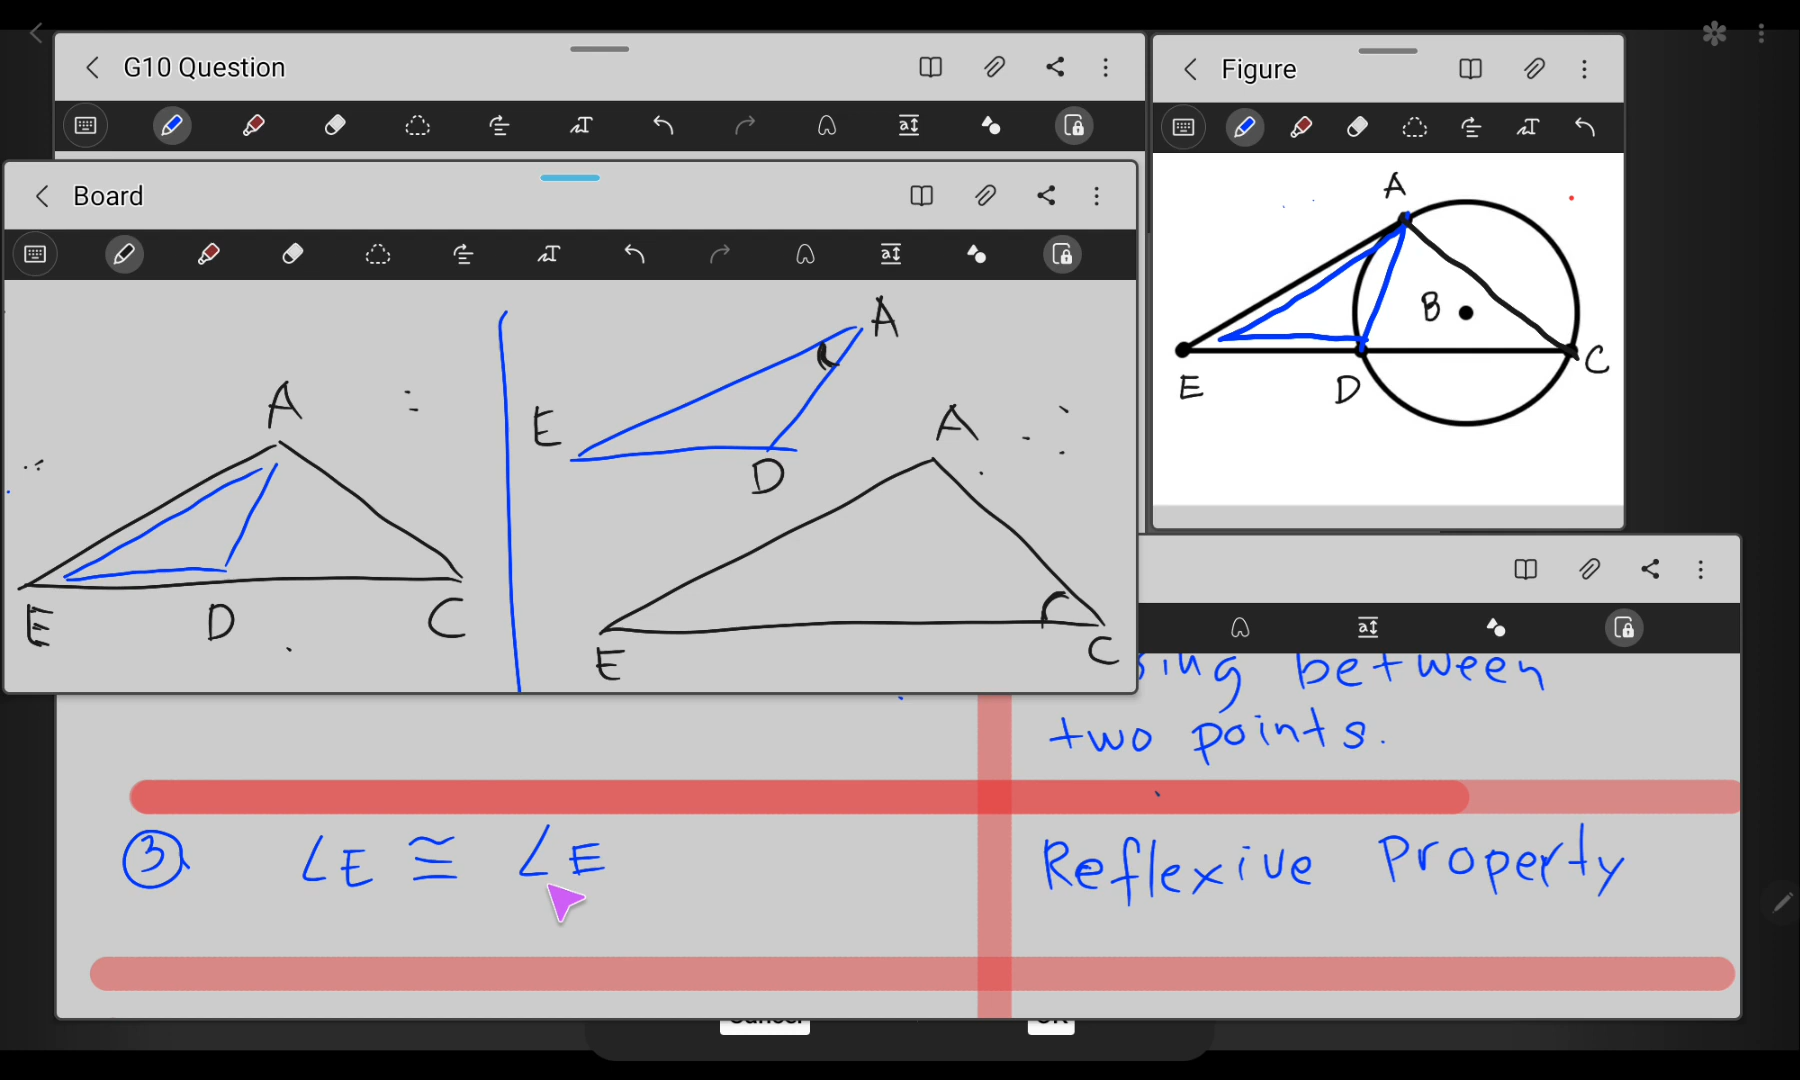 G10 Question
Figure
Board
A
B
C
D
E
A
E
D
C
A
E
D
A
E
C
ing between
two points.
③ ∠E ≅ ∠E
Reflexive Property